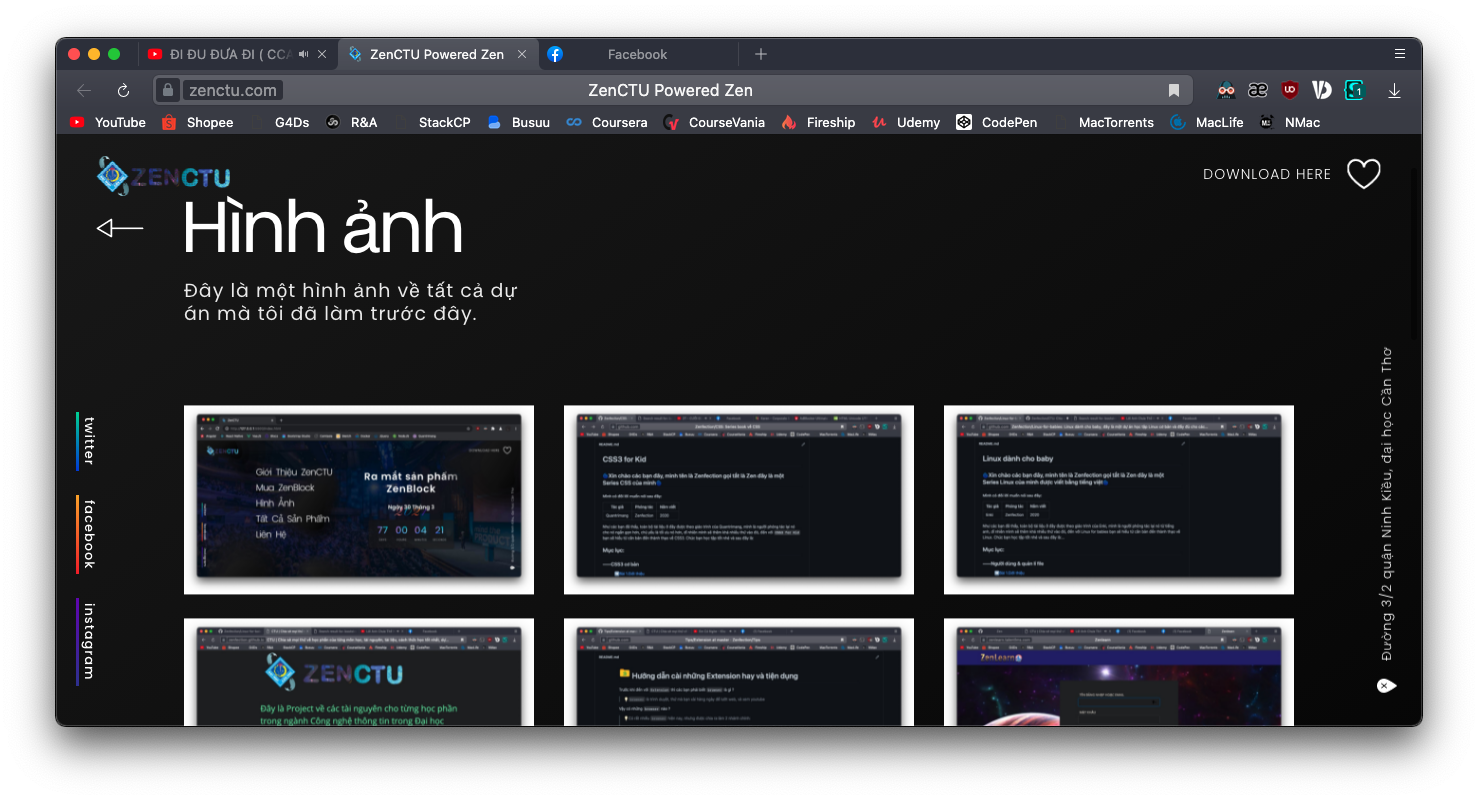 ĐI ĐU ĐƯA ĐI ( CCA
ZenCTU Powered Zen
Facebook
zenctu.com
ZenCTU Powered Zen
YouTube
Shopee
G4Ds
R&A
StackCP
Busuu
Coursera
CourseVania
Fireship
Udemy
CodePen
MacTorrents
MacLife
NMac
ZENCTU
DOWNLOAD HERE
Hình ảnh
Đây là một hình ảnh về tất cả dự
án mà tôi đã làm trước đây.
twitter
facebook
instagram
Đường 3/2 quận Ninh Kiều, đại học Cần Thơ
Giới Thiệu ZenCTU
Mua ZenBlock
Hình Ảnh
Tất Cả Sản Phẩm
Liên Hệ
Ra mắt sản phẩm
ZenBlock
Ngày 30 Tháng 3
77 00 04 21
CSS3 for Kid
Xin chào các bạn đây, mình tên là Zenfection gọi tắt là Zen đây là một
Series CSS của mình
Mục lục:
Linux dành cho baby
Xin chào các bạn đây, mình tên là Zenfection gọi tắt là Zen đây là một
Series Linux của mình được viết bằng tiếng việt
Mục lục:
ZENCTU
Đây là Project về các tài nguyên cho từng học phần
trong ngành Công nghệ thông tin trong Đại học
Hướng dẫn cài những Extension hay và tiện dụng
ZenLearn